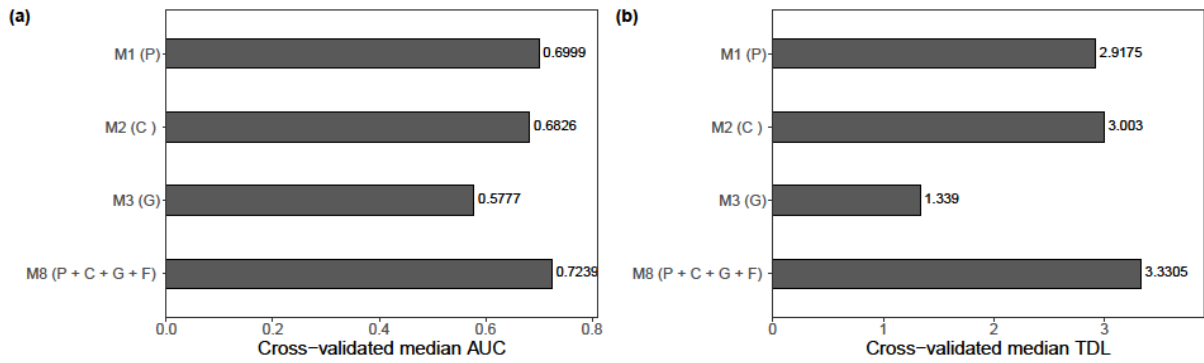 (a)
M1 (P)
0.6999
M2 (C )
0.6826
M3 (G)
0.5777
M8 (P + C + G + F)
0.7239
0.0 0.2 0.4 0.6 0.8
Cross−validated median AUC
(b)
M1 (P)
2.9175
M2 (C )
3.003
M3 (G)
1.339
M8 (P + C + G + F)
3.3305
0 1 2 3
Cross−validated median TDL